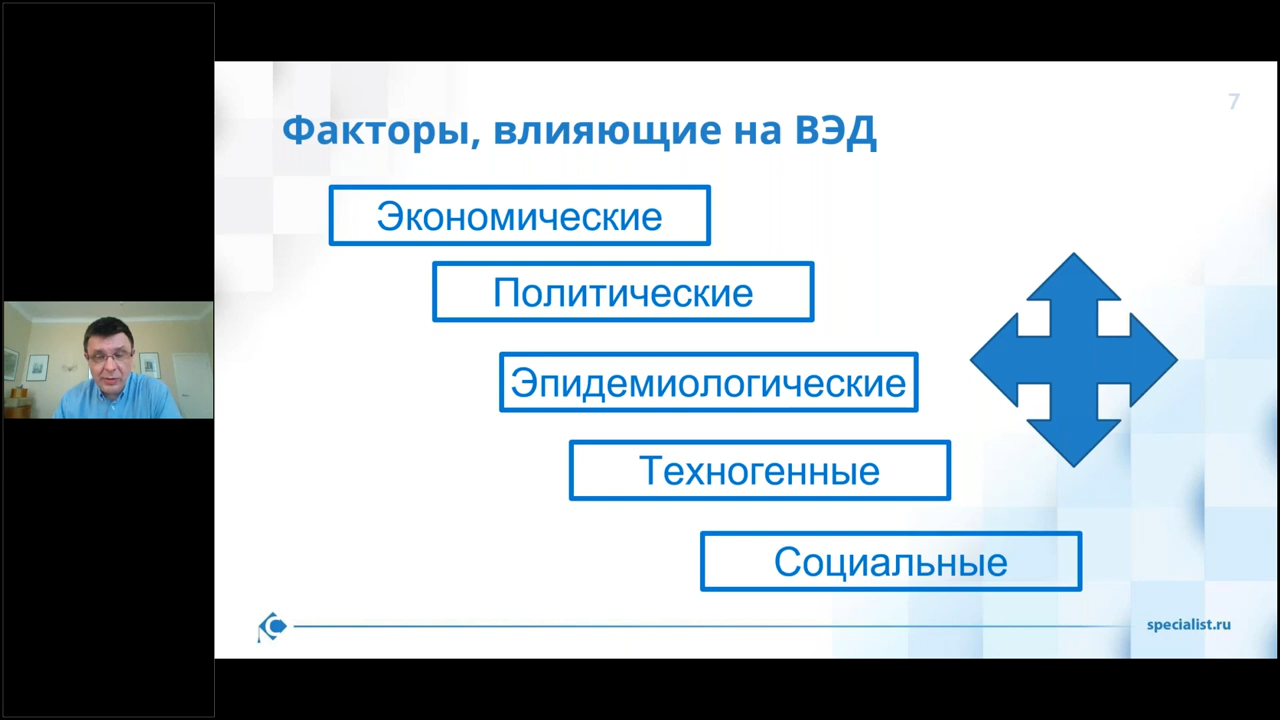 7
Факторы, влияющие на ВЭД
Экономические
Политические
Эпидемиологические
Техногенные
Социальные
specialist.ru